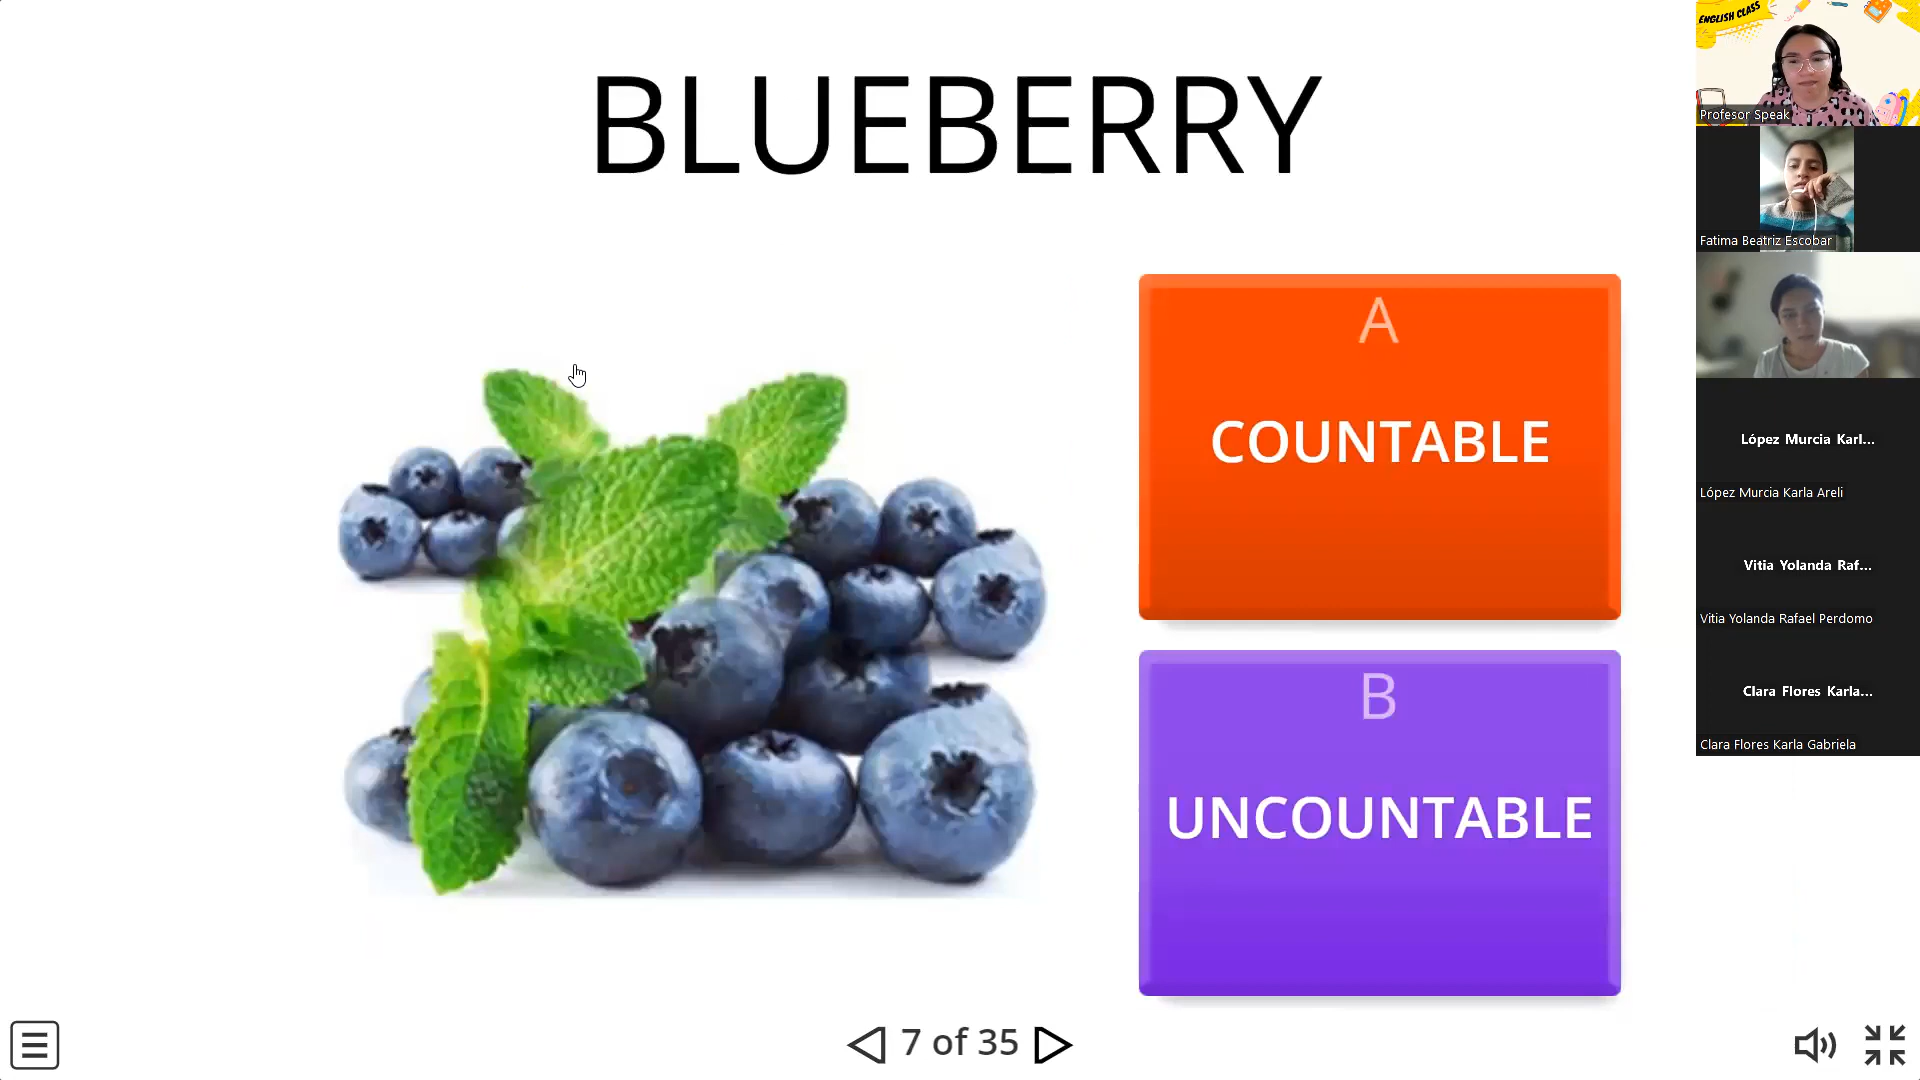 BLUEBERRY
A
COUNTABLE
B
UNCOUNTABLE
7 of 35
ENGLISH CLASS
Profesor Speak
Fatima Beatriz Escobar
López Murcia Karl...
López Murcia Karla Areli
Vitia Yolanda Raf...
Vitia Yolanda Rafael Perdomo
Clara Flores Karla...
Clara Flores Karla Gabriela